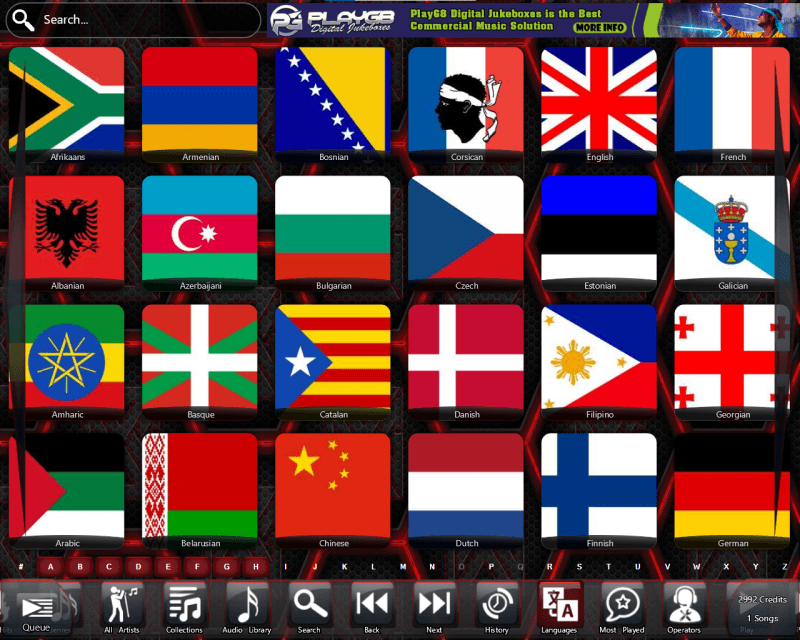 Search...
PLAYGB
Digital Jukeboxes
PlayGB Digital Jukeboxes is the Best
Commercial Music Solution
MORE INFO
Afrikaans
Armenian
Bosnian
Corsican
English
French
Albanian
Azerbaijani
Bulgarian
Czech
Estonian
Galician
Amharic
Basque
Catalan
Danish
Filipino
Georgian
Arabic
Belarusian
Chinese
Dutch
Finnish
German
# A B C D E F G H I J K L M N O P Q R S T U V W X Y Z
Queue
All Artists
Collections
Audio Library
Search
Back
Next
History
Languages
Most Played
Operators
Play
2992 Credits
1 Songs